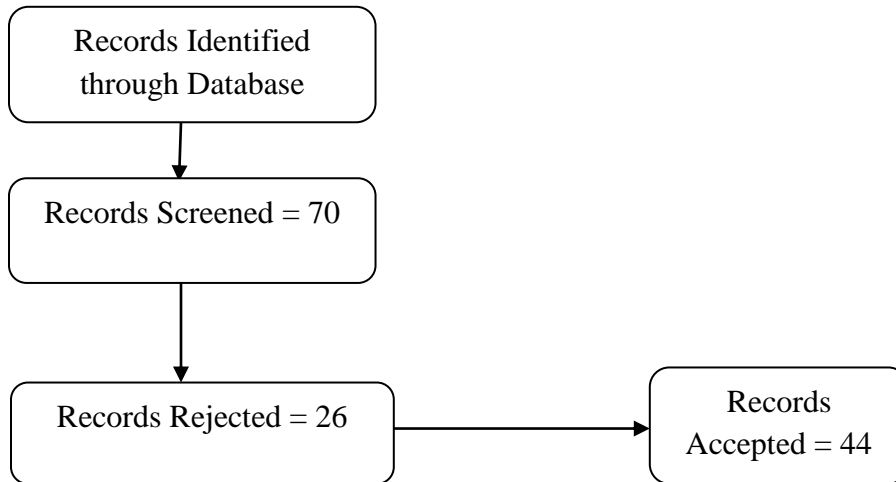 Records Identified
through Database
Records Screened = 70
Records Rejected = 26
Records
Accepted = 44